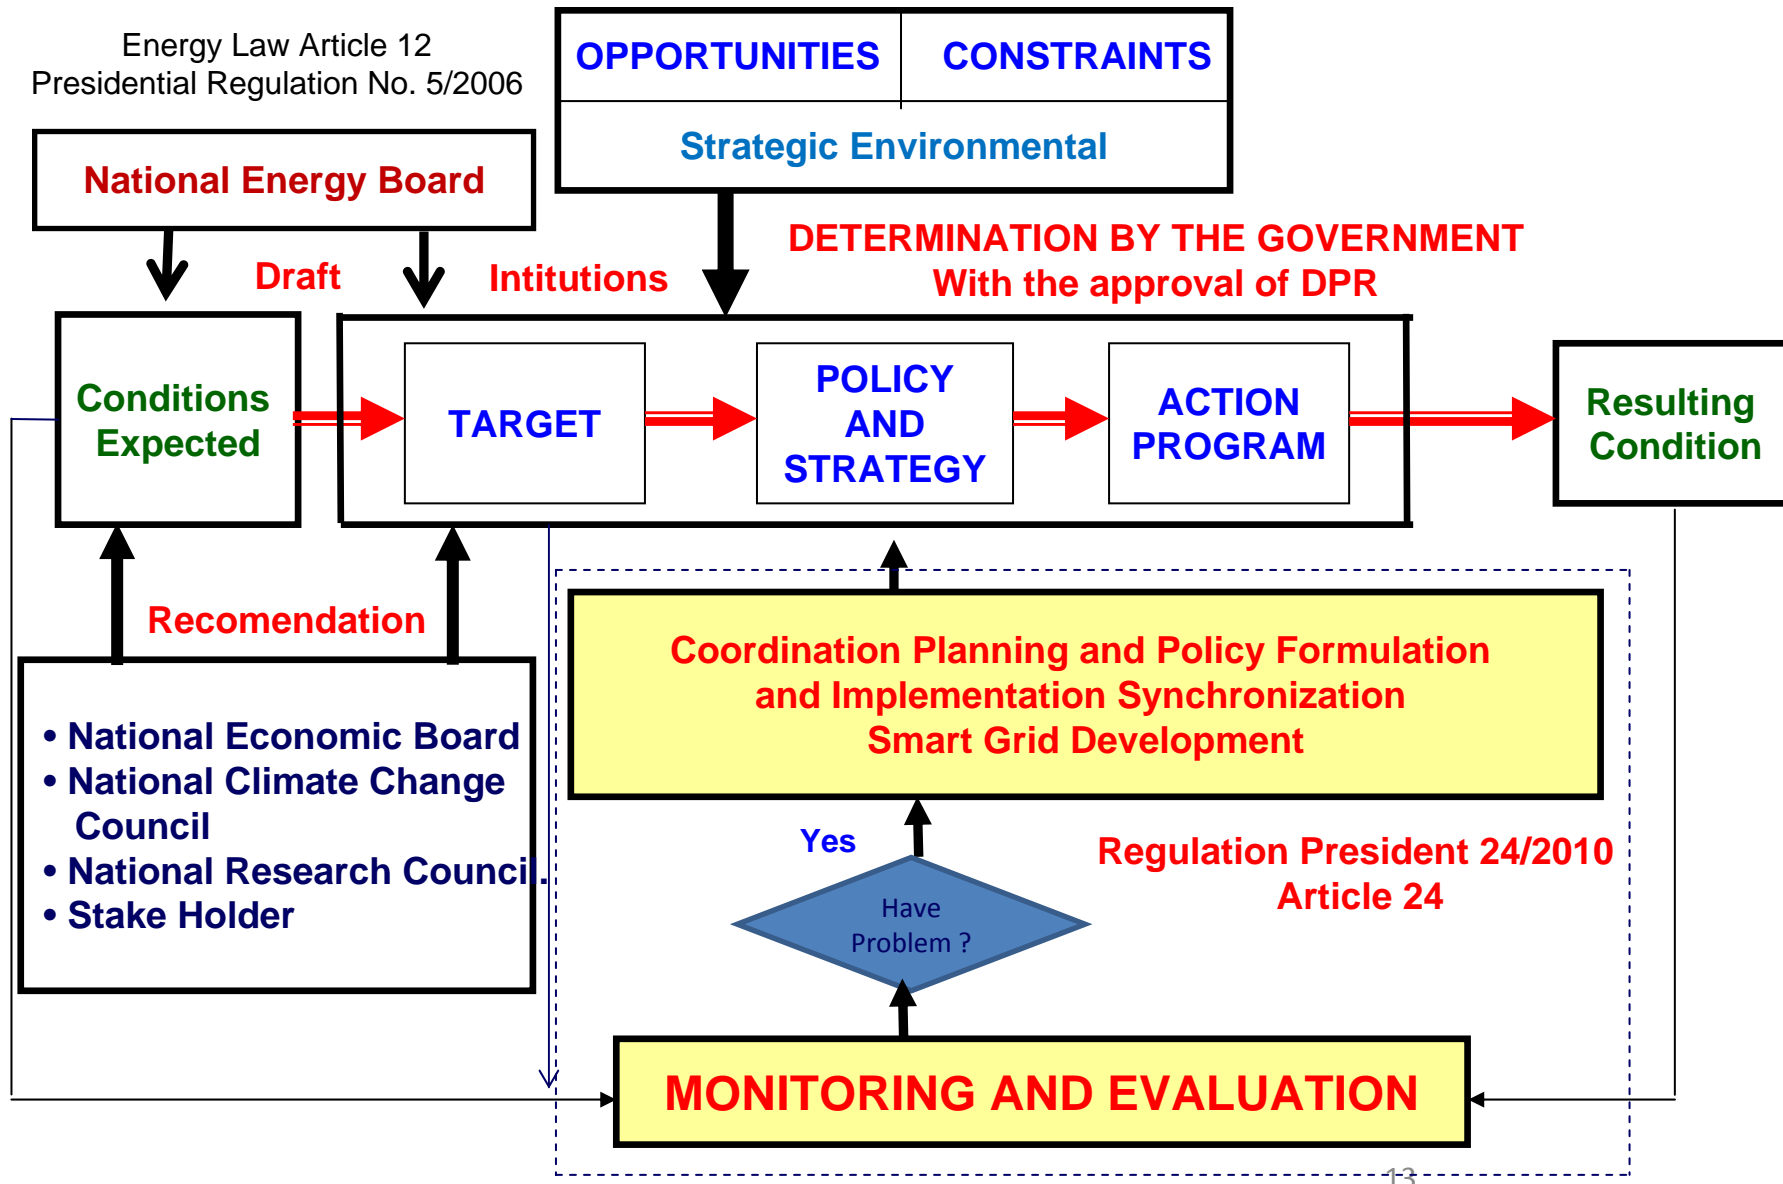 Energy Law Article 12
Presidential Regulation No. 5/2006
OPPORTUNITIES
CONSTRAINTS
Strategic Environmental
National Energy Board
Draft
Intitutions
DETERMINATION BY THE GOVERNMENT
With the approval of DPR
Conditions
Expected
TARGET
POLICY
AND
STRATEGY
ACTION
PROGRAM
Resulting
Condition
Recomendation
• National Economic Board
• National Climate Change
Council
• National Research Council.
• Stake Holder
Coordination Planning and Policy Formulation
and Implementation Synchronization
Smart Grid Development
Yes
Regulation President 24/2010
Article 24
Have
Problem ?
MONITORING AND EVALUATION
13